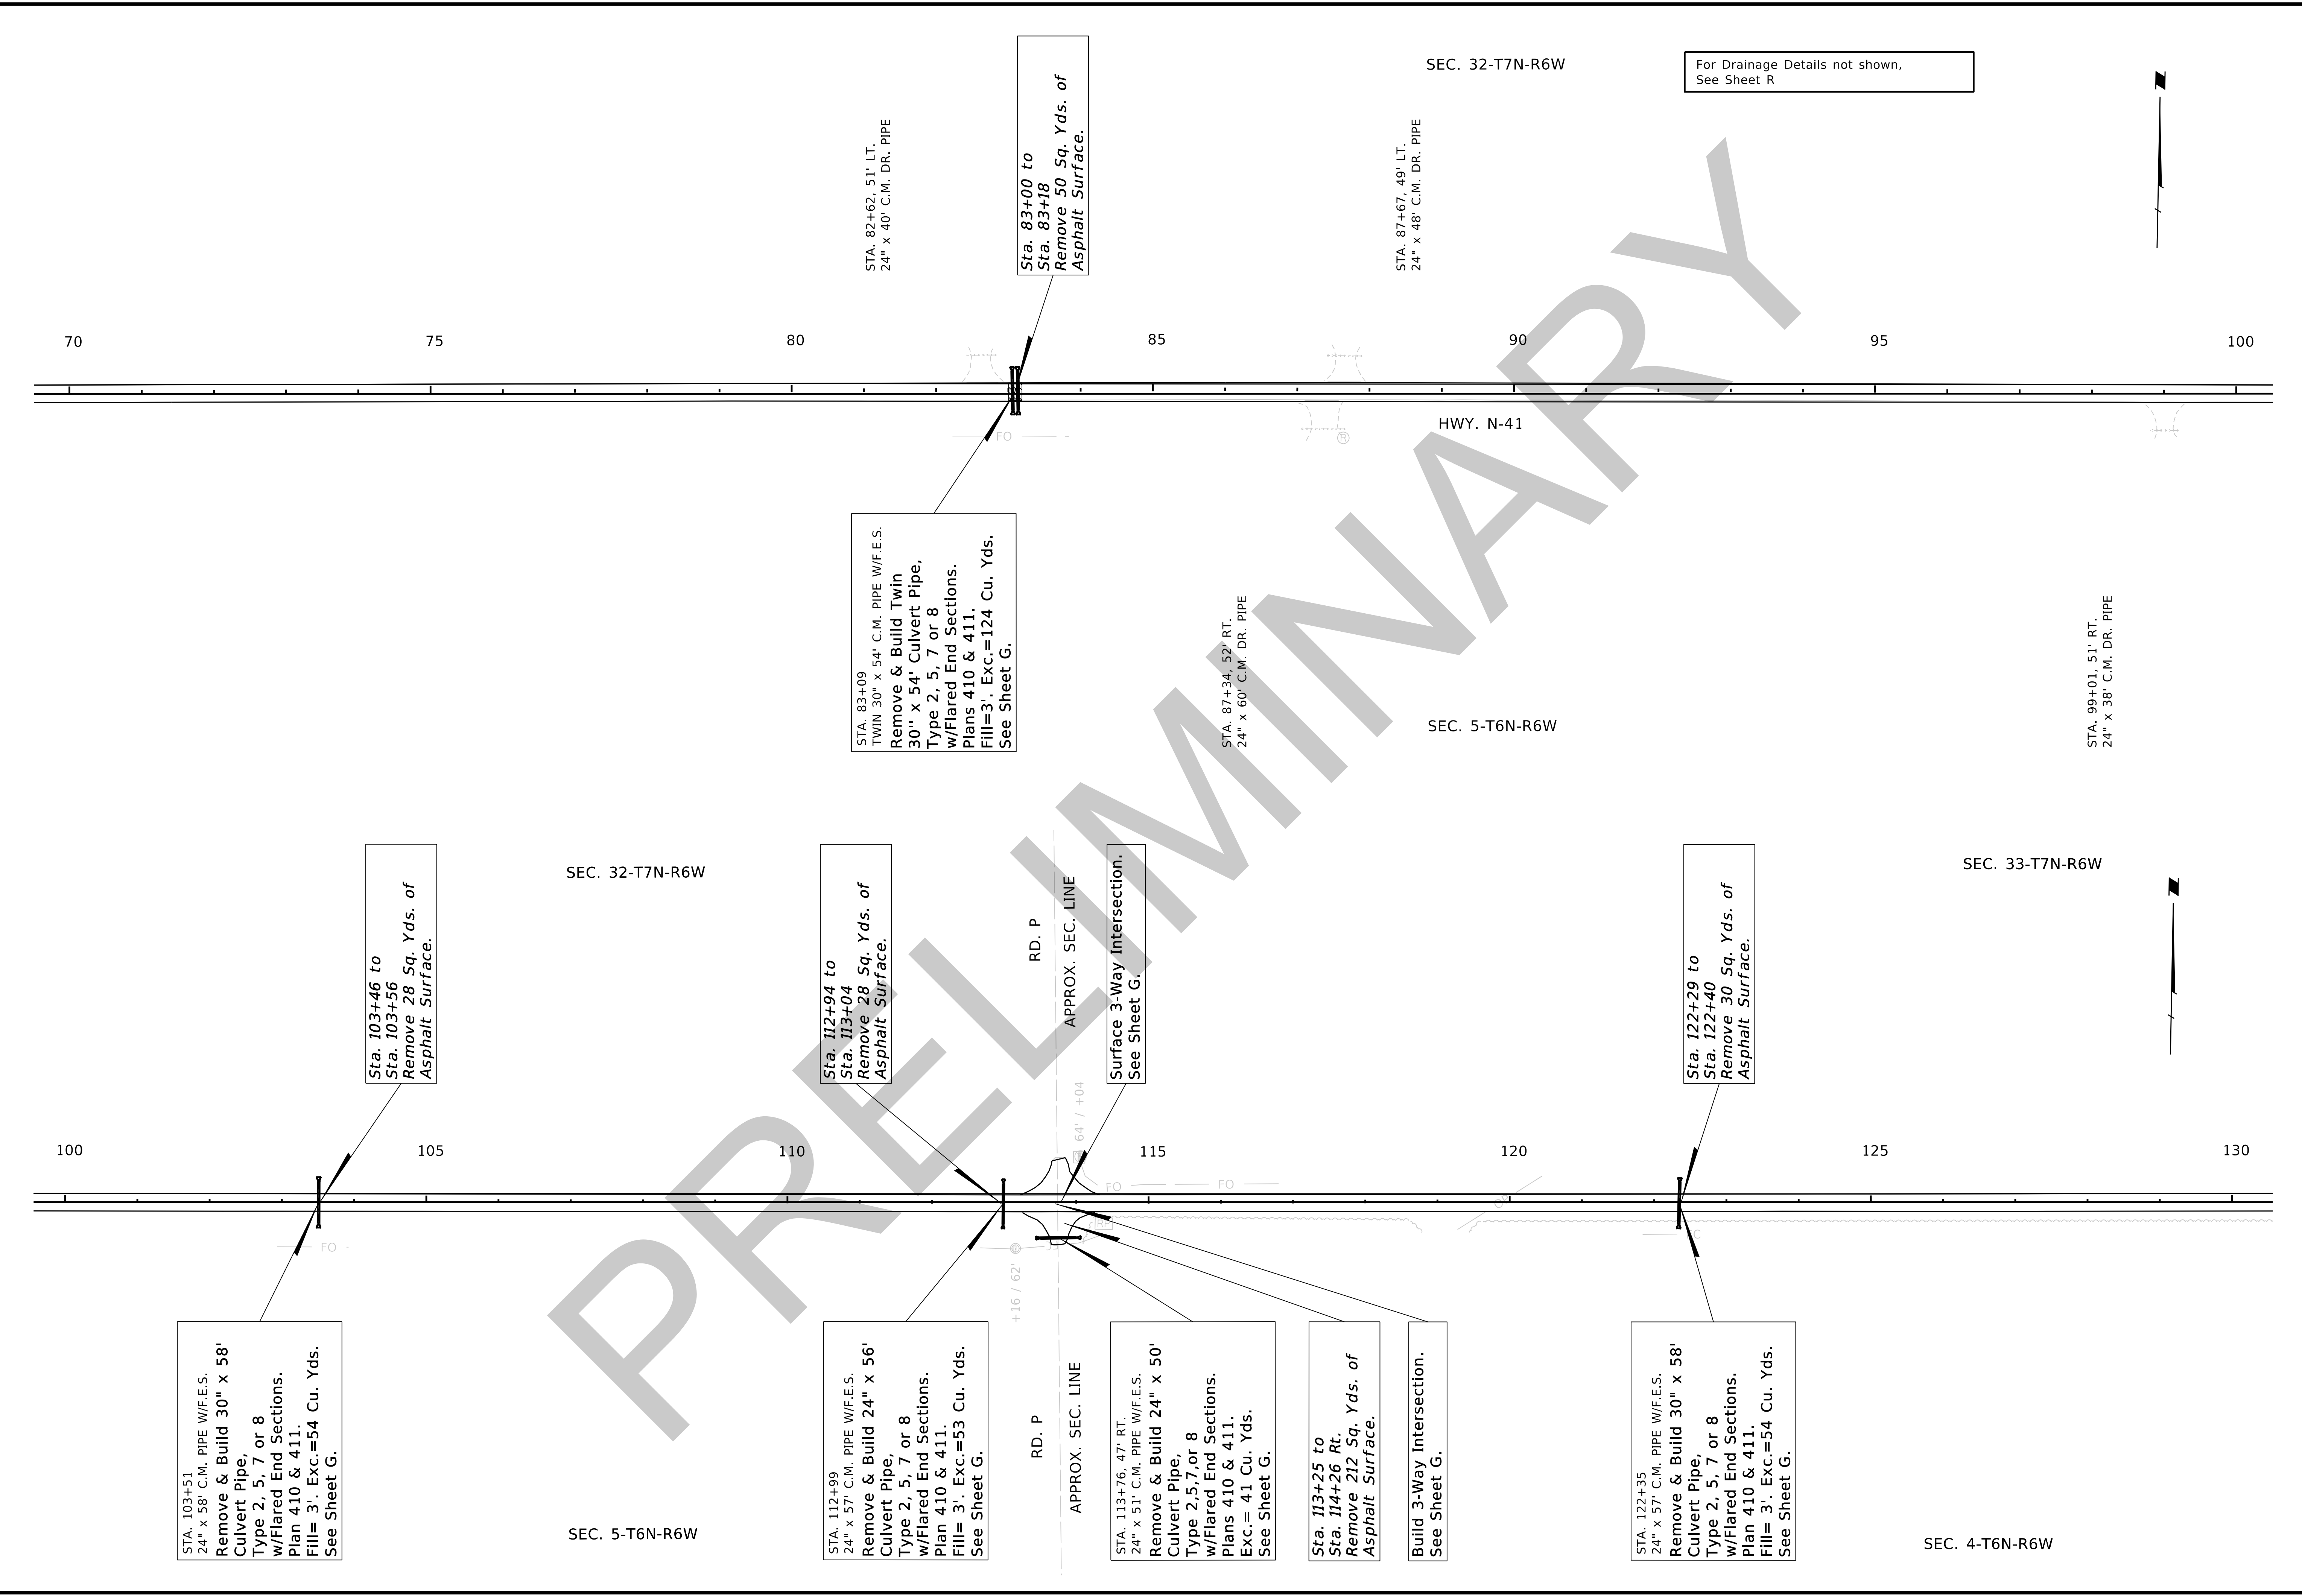 SEC. 32-T7N-R6W
For Drainage Details not shown,
See Sheet R
N
STA. 82+62, 51' LT.
24" x 40' C.M. DR. PIPE
Sta. 83+00 to
Sta. 83+18
Remove 50 Sq. Yds. of
Asphalt Surface.
STA. 87+67, 49' LT.
24" x 48' C.M. DR. PIPE
70
75
80
85
90
95
100
HWY. N-41
FO
R
STA. 83+09
TWIN 30" x 54' C.M. PIPE W/F.E.S.
Remove & Build Twin
30'' x 54' Culvert Pipe,
Type 2, 5, 7 or 8
w/Flared End Sections.
Plans 410 & 411.
Fill=3'. Exc.=124 Cu. Yds.
See Sheet G.
STA. 87+34, 52' RT.
24" x 60' C.M. DR. PIPE
SEC. 5-T6N-R6W
STA. 99+01, 51' RT.
24" x 38' C.M. DR. PIPE
PRELIMINARY
Sta. 103+46 to
Sta. 103+56
Remove 28 Sq. Yds. of
Asphalt Surface.
SEC. 32-T7N-R6W
Sta. 112+94 to
Sta. 113+04
Remove 28 Sq. Yds. of
Asphalt Surface.
RD. P
APPROX. SEC. LINE
Surface 3-Way Intersection.
See Sheet G.
Sta. 122+29 to
Sta. 122+40
Remove 30 Sq. Yds. of
Asphalt Surface.
SEC. 33-T7N-R6W
N
64' / +04
100
105
110
115
120
125
130
FO
FO
FO
+16 / 62'
STA. 103+51
24" x 58' C.M. PIPE W/F.E.S.
Remove & Build 30" x 58'
Culvert Pipe,
Type 2, 5, 7 or 8
w/Flared End Sections.
Plan 410 & 411.
Fill= 3'. Exc.=54 Cu. Yds.
See Sheet G.
SEC. 5-T6N-R6W
STA. 112+99
24" x 57' C.M. PIPE W/F.E.S.
Remove & Build 24" x 56'
Culvert Pipe,
Type 2, 5, 7 or 8
w/Flared End Sections.
Plan 410 & 411.
Fill= 3'. Exc.=53 Cu. Yds.
See Sheet G.
RD. P
APPROX. SEC. LINE
STA. 113+76, 47' RT.
24" x 51' C.M. PIPE W/F.E.S.
Remove & Build 24" x 50'
Culvert Pipe,
Type 2,5,7,or 8
w/Flared End Sections.
Plans 410 & 411.
Exc.= 41 Cu. Yds.
See Sheet G.
Sta. 113+25 to
Sta. 114+26 Rt.
Remove 212 Sq. Yds. of
Asphalt Surface.
Build 3-Way Intersection.
See Sheet G.
STA. 122+35
24" x 57' C.M. PIPE W/F.E.S.
Remove & Build 30" x 58'
Culvert Pipe,
Type 2, 5, 7 or 8
w/Flared End Sections.
Plan 410 & 411.
Fill= 3'. Exc.=54 Cu. Yds.
See Sheet G.
SEC. 4-T6N-R6W